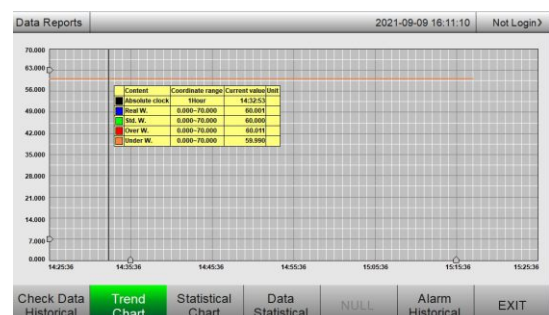 Data Reports 2021-09-09 16:11:10 Not Login>
70.000
63.000
56.000
49.000
42.000
35.000
28.000
21.000
14.000
7.000
0.000
Content Coordinate range Current value Unit
Absolute clock 1Hour 14:32:53
Real W. 0.000~70.000 60.001
Std. W. 0.000~70.000 60.000
Over W. 0.000~70.000 60.011
Under W. 0.000~70.000 59.990
14:25:36 14:35:36 14:45:36 14:55:36 15:05:36 15:15:36 15:25:36
Check Data Historical
Trend Chart
Statistical Chart
Data Statistical
NULL
Alarm Historical
EXIT